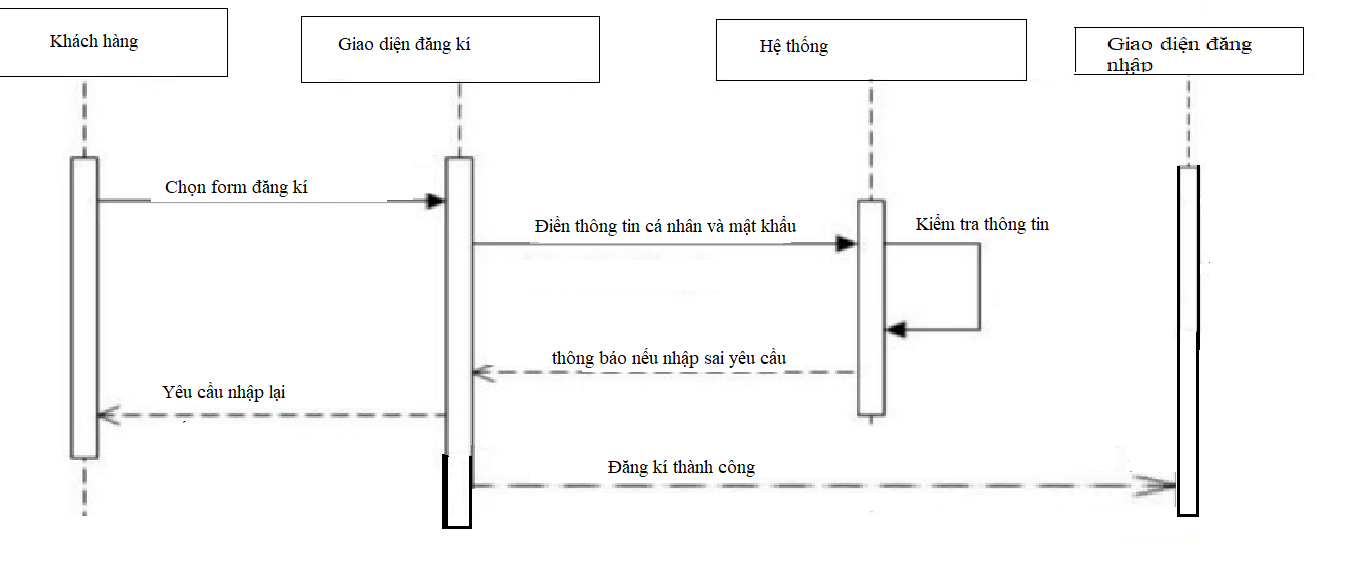 Khách hàng
Giao diện đăng kí
Hệ thống
Giao diện đăng
nhập
Chọn form đăng kí
Điền thông tin cá nhân và mật khẩu
Kiểm tra thông tin
thông báo nếu nhập sai yêu cầu
Yêu cầu nhập lại
Đăng kí thành công